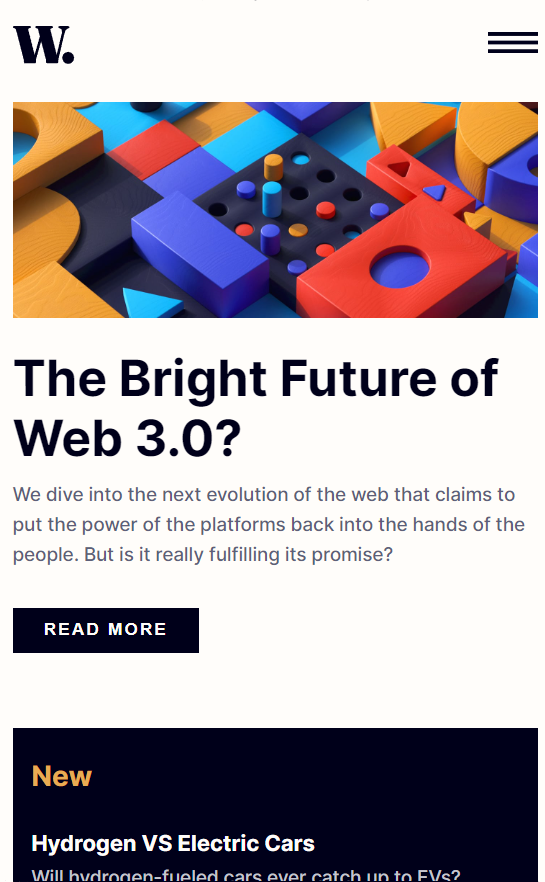 W.
The Bright Future of
Web 3.0?
We dive into the next evolution of the web that claims to
put the power of the platforms back into the hands of the
people. But is it really fulfilling its promise?
READ MORE
New
Hydrogen VS Electric Cars
Will hydrogen-fueled cars ever catch up to EVs?